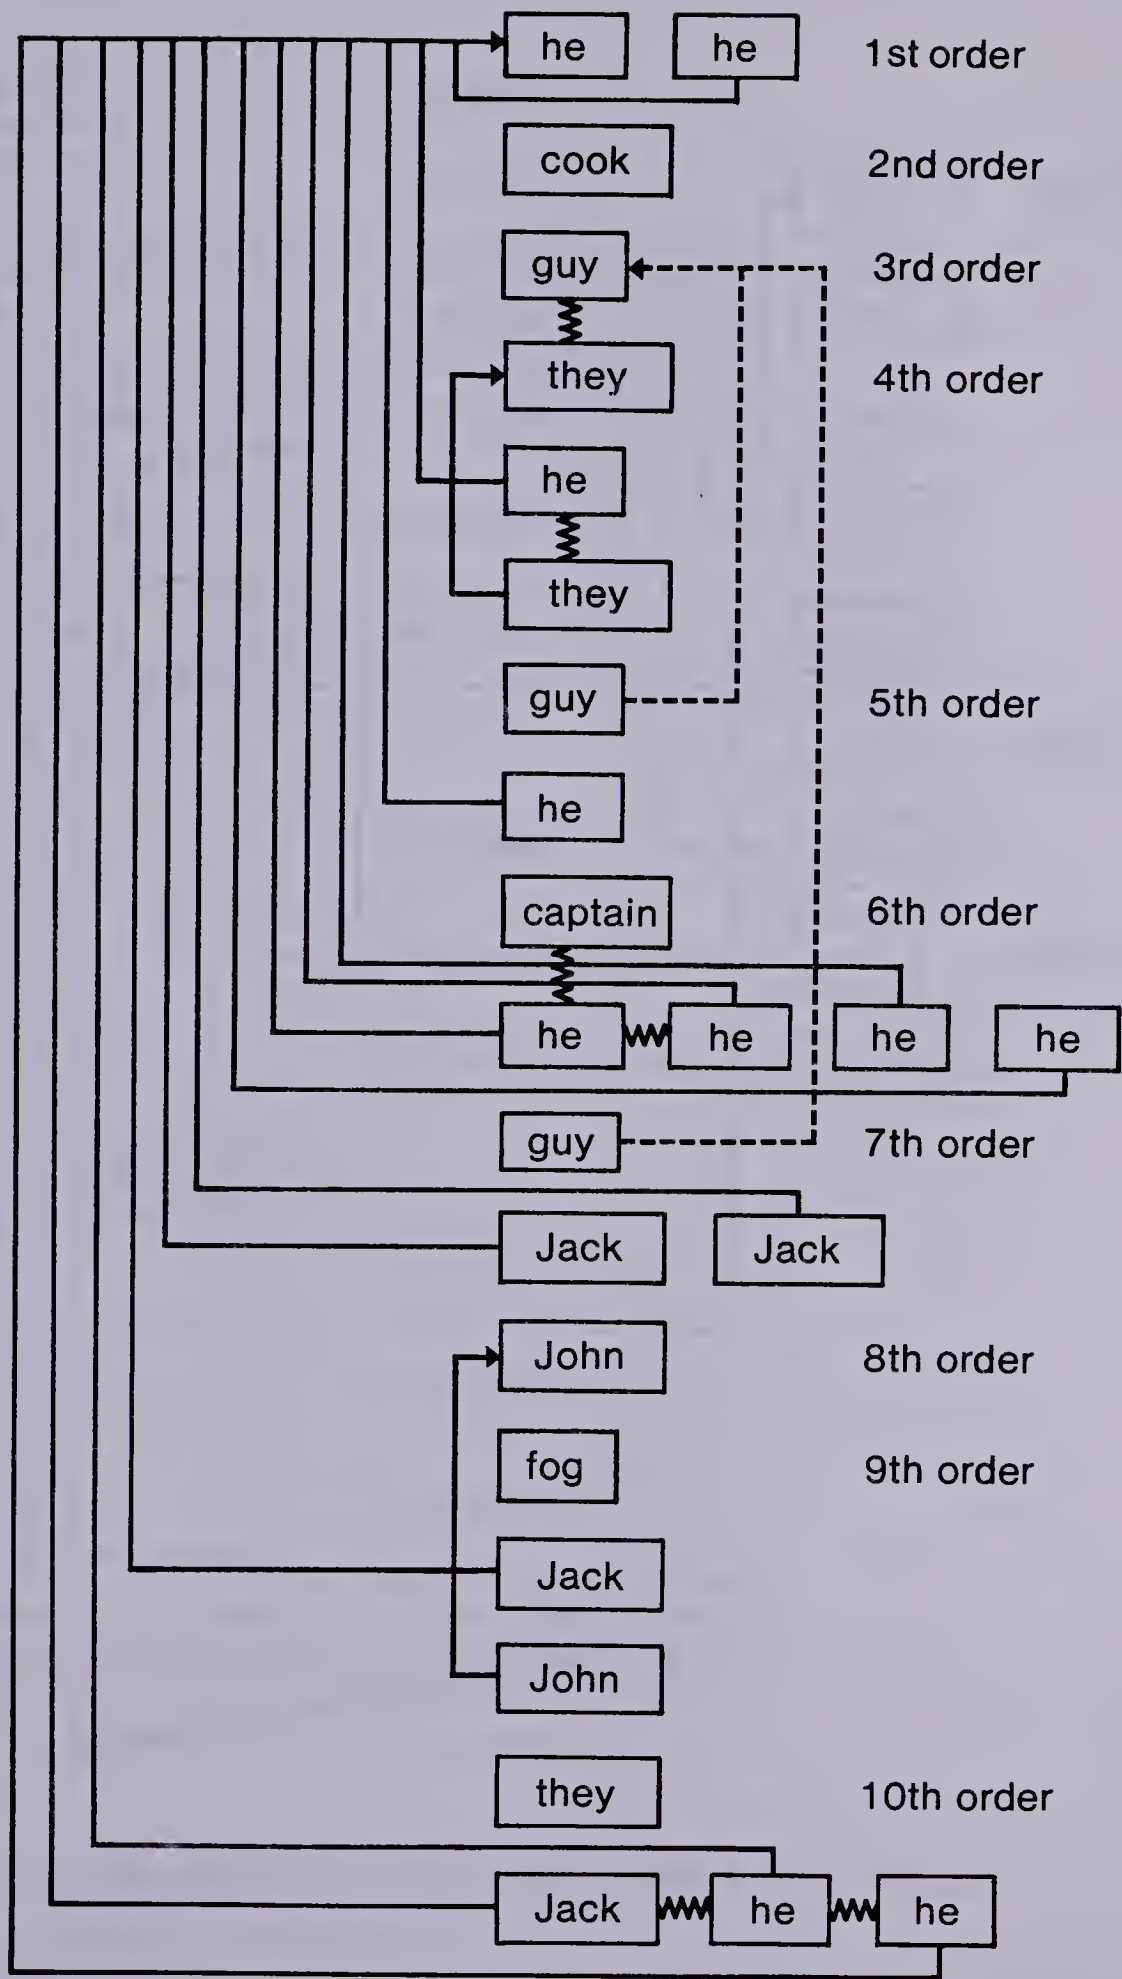 he he 1st order
cook 2nd order
guy 3rd order
they 4th order
he
they
guy 5th order
he
captain 6th order
he he he he
guy 7th order
Jack Jack
John 8th order
fog 9th order
Jack
John
they 10th order
Jack he he